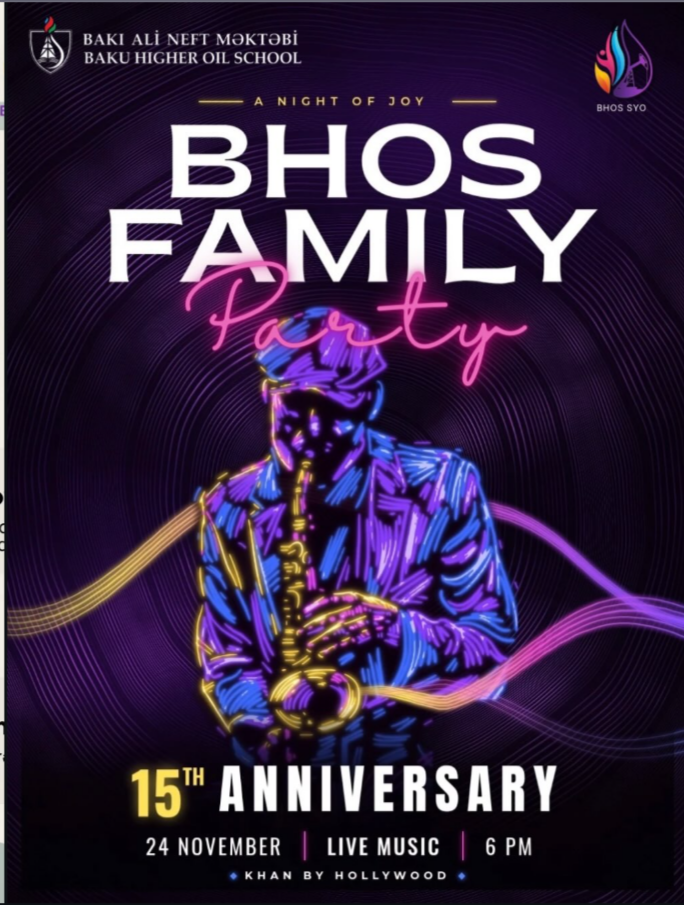 BAKI ALİ NEFT MƏKTƏBİ
BAKU HIGHER OIL SCHOOL
BHOS SYO
A NIGHT OF JOY
BHOS
FAMILY
Party
15TH ANNIVERSARY
24 NOVEMBER | LIVE MUSIC | 6 PM
KHAN BY HOLLYWOOD